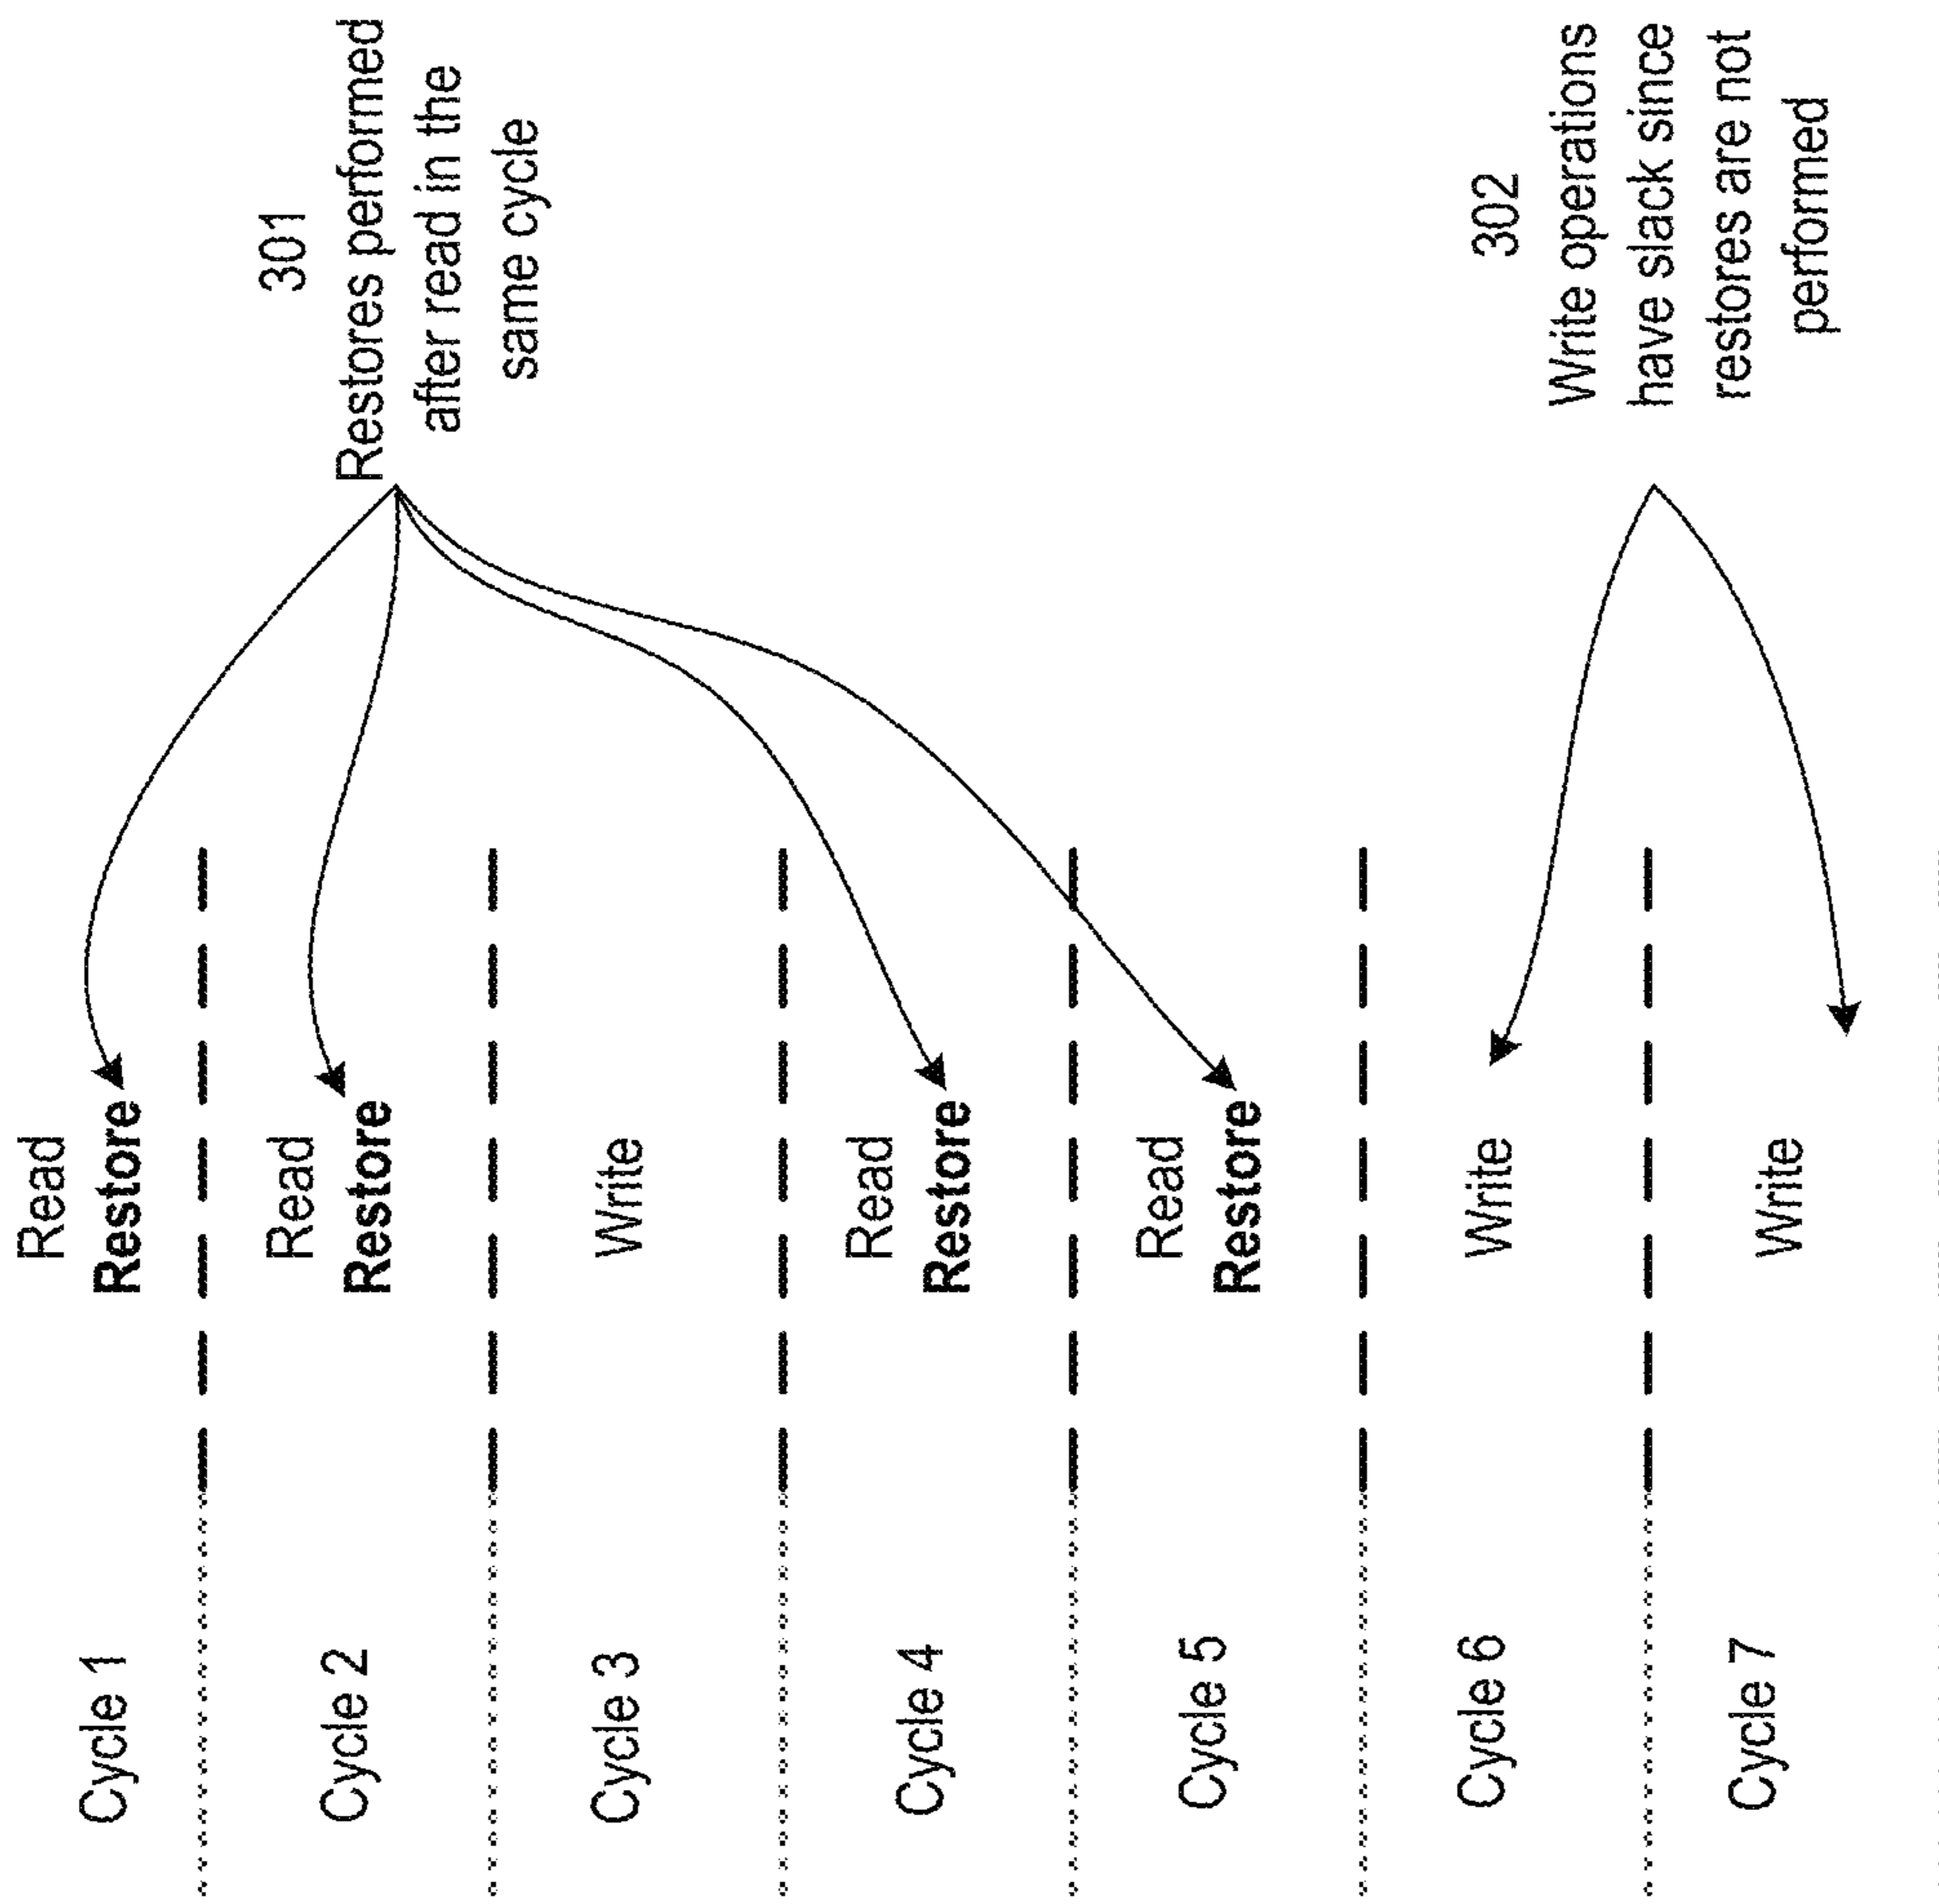 Cycle 1
Cycle 2
Cycle 3
Cycle 4
Cycle 5
Cycle 6
Cycle 7
Read
Restore
Read
Restore
Write
Read
Restore
Read
Restore
Write
Write
301
Restores performed
after read in the
same cycle
302
Write operations
have slack since
restores are not
performed